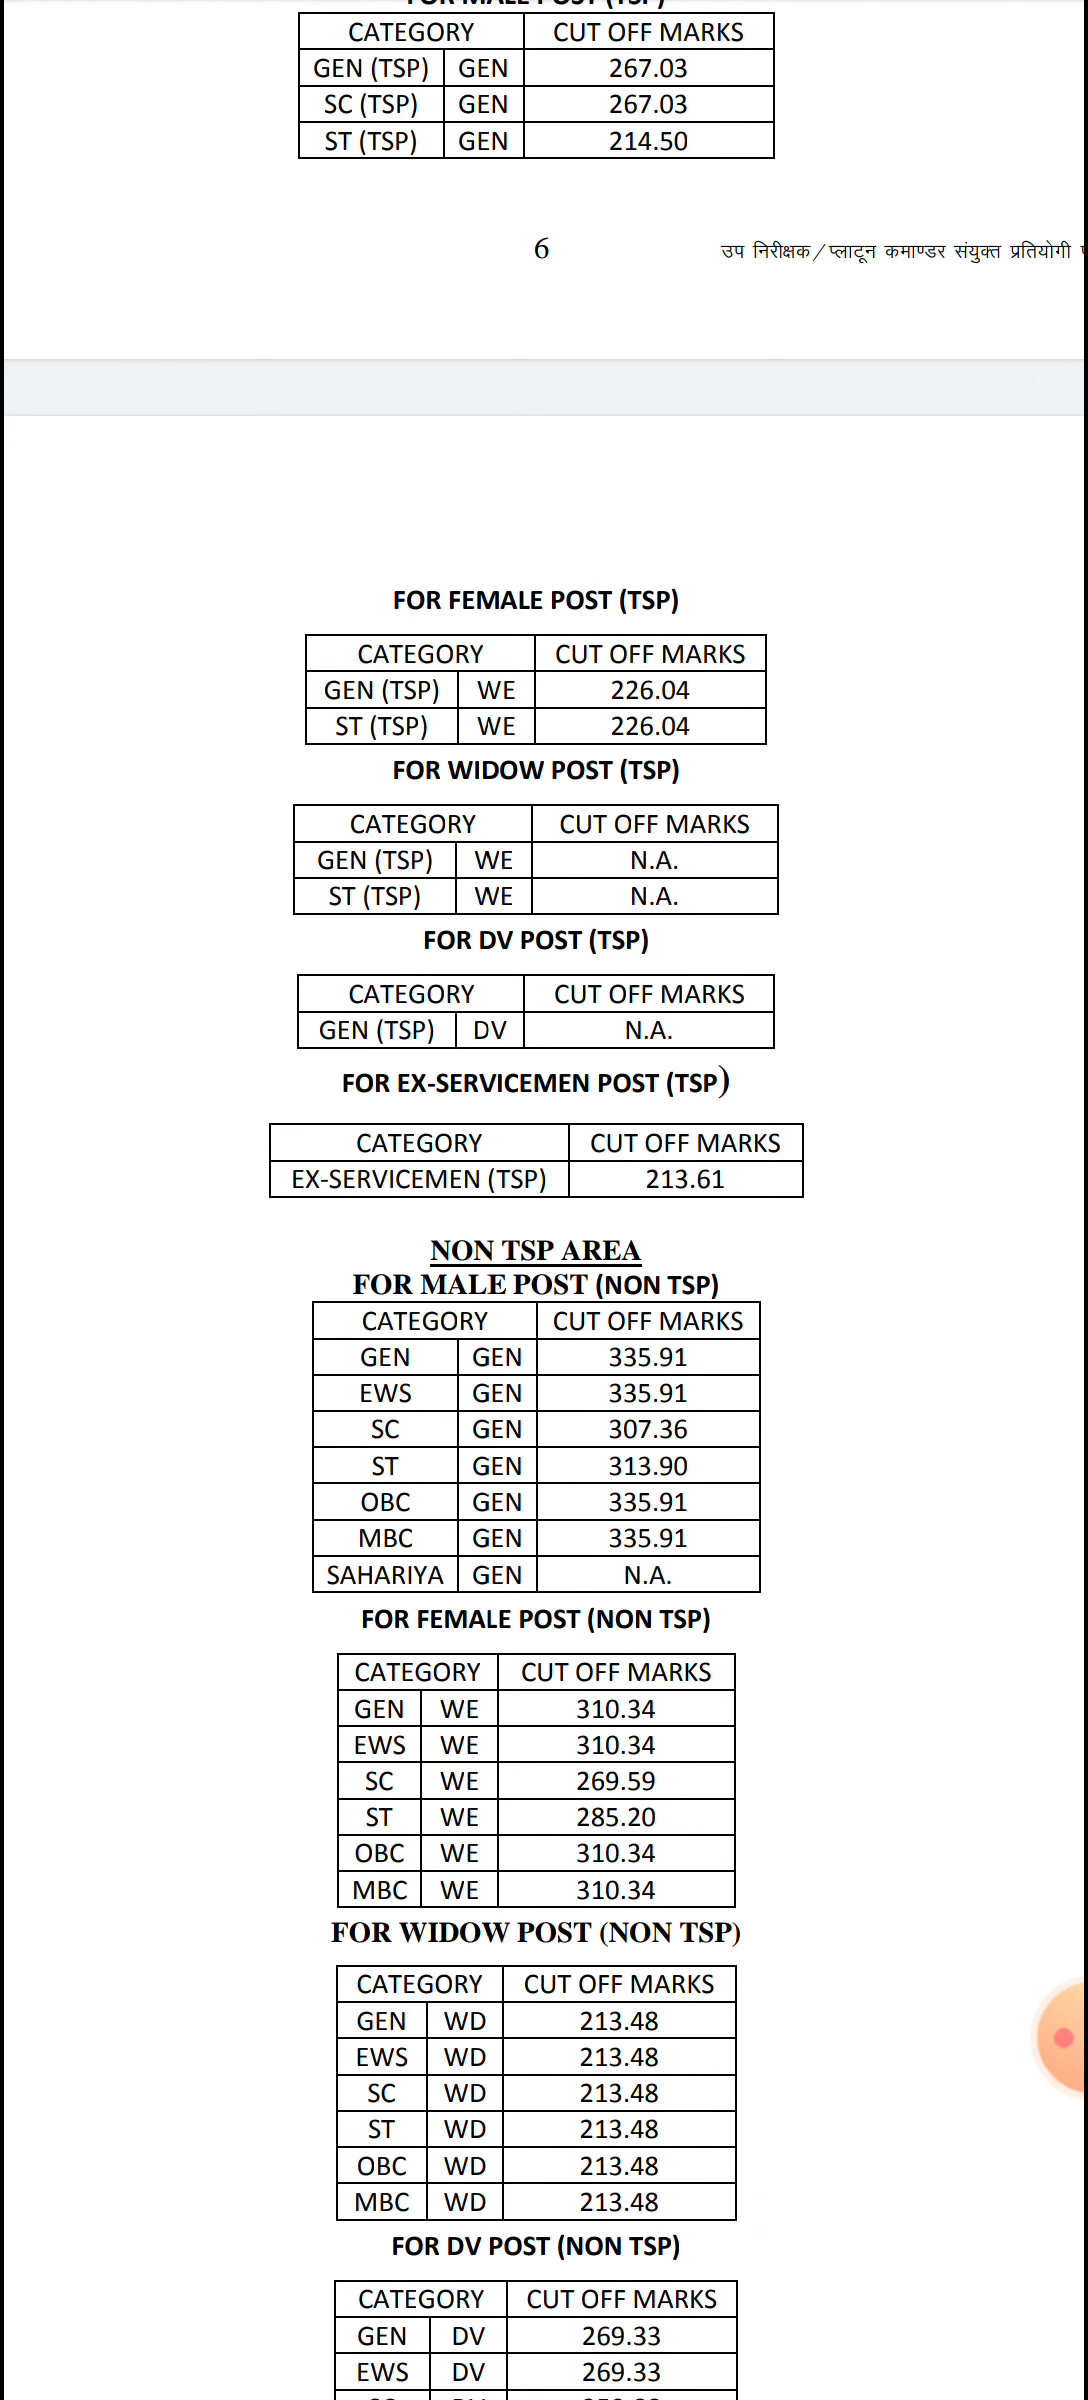 FOR MALE POST (TSP)
CATEGORY CUT OFF MARKS
GEN (TSP) GEN 267.03
SC (TSP) GEN 267.03
ST (TSP) GEN 214.50
6 उप निरीक्षक/प्लाटून कमाण्डर संयुक्त प्रतियोगी
FOR FEMALE POST (TSP)
CATEGORY CUT OFF MARKS
GEN (TSP) WE 226.04
ST (TSP) WE 226.04
FOR WIDOW POST (TSP)
CATEGORY CUT OFF MARKS
GEN (TSP) WE N.A.
ST (TSP) WE N.A.
FOR DV POST (TSP)
CATEGORY CUT OFF MARKS
GEN (TSP) DV N.A.
FOR EX-SERVICEMEN POST (TSP)
CATEGORY CUT OFF MARKS
EX-SERVICEMEN (TSP) 213.61
NON TSP AREA
FOR MALE POST (NON TSP)
CATEGORY CUT OFF MARKS
GEN GEN 335.91
EWS GEN 335.91
SC GEN 307.36
ST GEN 313.90
OBC GEN 335.91
MBC GEN 335.91
SAHARIYA GEN N.A.
FOR FEMALE POST (NON TSP)
CATEGORY CUT OFF MARKS
GEN WE 310.34
EWS WE 310.34
SC WE 269.59
ST WE 285.20
OBC WE 310.34
MBC WE 310.34
FOR WIDOW POST (NON TSP)
CATEGORY CUT OFF MARKS
GEN WD 213.48
EWS WD 213.48
SC WD 213.48
ST WD 213.48
OBC WD 213.48
MBC WD 213.48
FOR DV POST (NON TSP)
CATEGORY CUT OFF MARKS
GEN DV 269.33
EWS DV 269.33